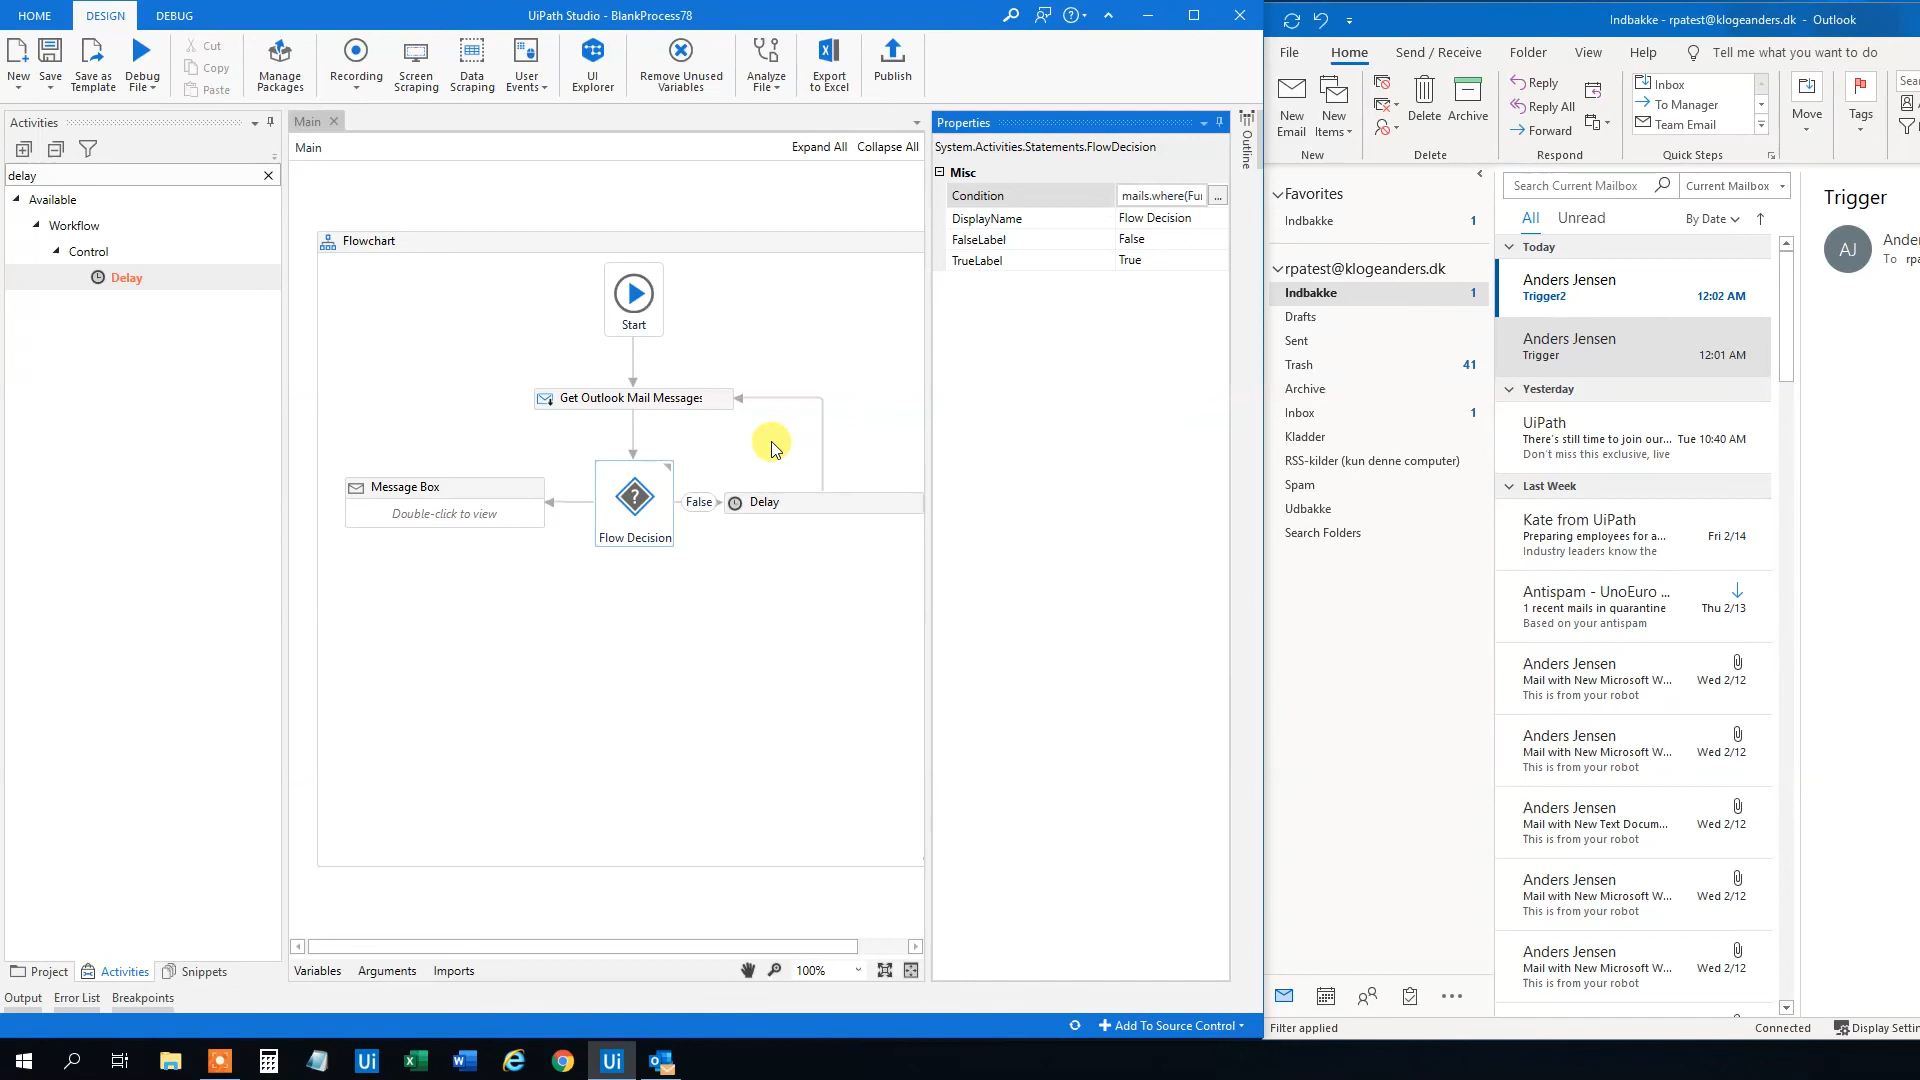 HOME
DESIGN
DEBUG
UiPath Studio - BlankProcess78
New
Save
Save as Template
Debug File
Cut
Copy
Paste
Manage Packages
Recording
Screen Scraping
Data Scraping
User Events
UI Explorer
Remove Unused Variables
Analyze File
Export to Excel
Publish
Activities
delay
Available
Workflow
Control
Delay
Main
Main
Expand All
Collapse All
Flowchart
Start
Get Outlook Mail Messages
Message Box
Double-click to view
Flow Decision
False
Delay
Variables
Arguments
Imports
100%
Properties
System.Activities.Statements.FlowDecision
Misc
Condition
mails.where(Fu
...
DisplayName
Flow Decision
FalseLabel
False
TrueLabel
True
Outline
Project
Activities
Snippets
Output
Error List
Breakpoints
Add To Source Control
Indbakke - rpatest@klogeanders.dk - Outlook
File
Home
Send / Receive
Folder
View
Help
Tell me what you want to do
New Email
New Items
New
Delete
Archive
Delete
Reply
Reply All
Forward
Respond
Inbox
To Manager
Team Email
Quick Steps
Move
Tags
Sear
A
Favorites
Indbakke 1
rpatest@klogeanders.dk
Indbakke 1
Drafts
Sent
Trash 41
Archive
Inbox 1
Kladder
RSS-kilder (kun denne computer)
Spam
Udbakke
Search Folders
Search Current Mailbox
Current Mailbox
All
Unread
By Date
Today
Anders Jensen
Trigger2 12:02 AM
Anders Jensen
Trigger 12:01 AM
Yesterday
UiPath
There's still time to join our... Tue 10:40 AM
Don't miss this exclusive, live
Last Week
Kate from UiPath
Preparing employees for a... Fri 2/14
Industry leaders know the
Antispam - UnoEuro ...
1 recent mails in quarantine Thu 2/13
Based on your antispam
Anders Jensen
Mail with New Microsoft W... Wed 2/12
This is from your robot
Anders Jensen
Mail with New Microsoft W... Wed 2/12
This is from your robot
Anders Jensen
Mail with New Text Docum... Wed 2/12
This is from your robot
Anders Jensen
Mail with New Microsoft W... Wed 2/12
This is from your robot
Anders Jensen
Mail with New Microsoft W... Wed 2/12
This is from your robot
Trigger
AJ
Ander
To rpa
Filter applied
Connected
Display Settin
Ui
Ui